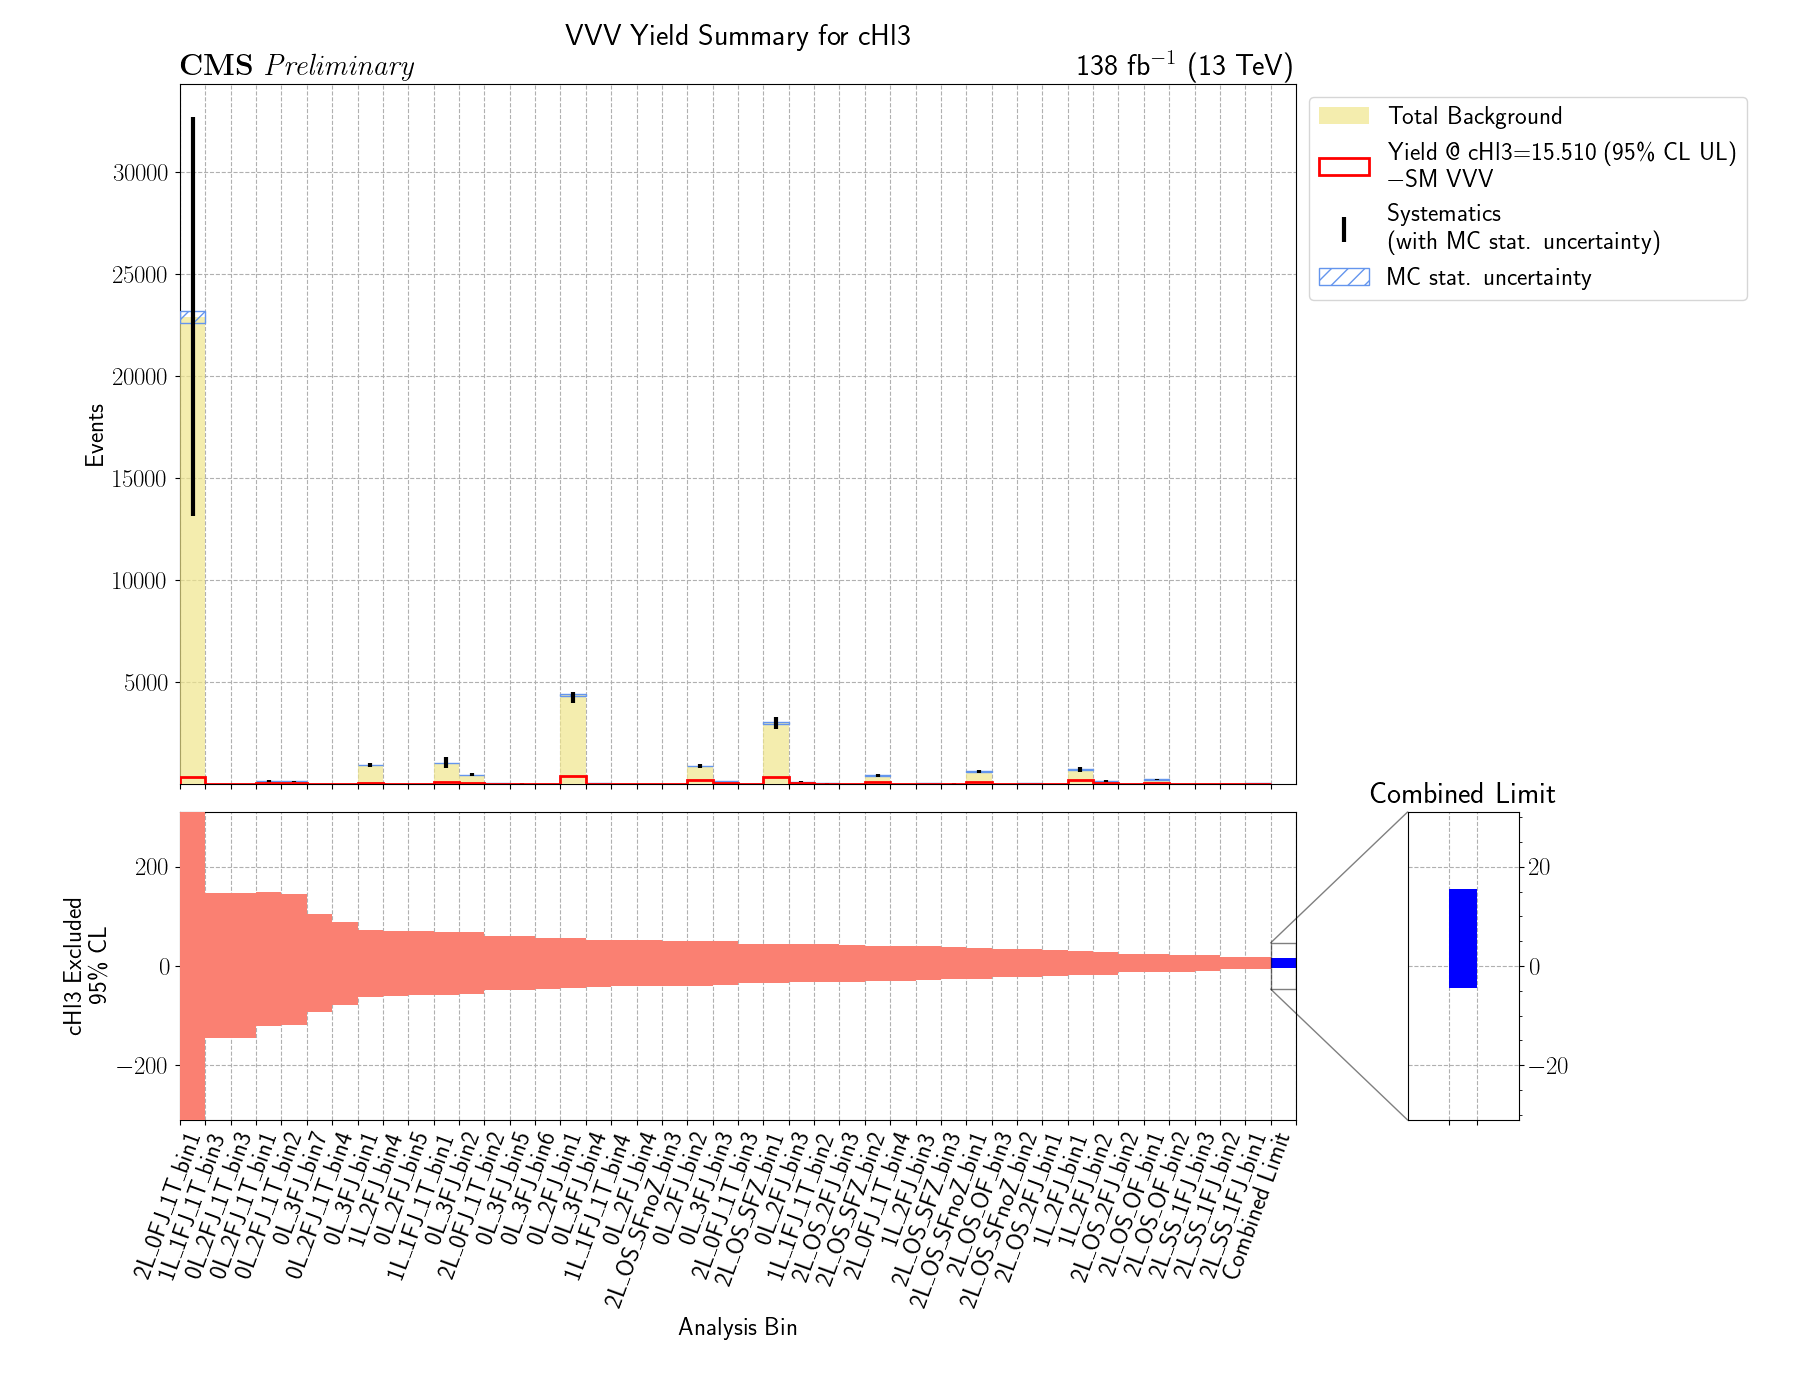 VVV Yield Summary for cHl3
CMS Preliminary
138 fb⁻¹ (13 TeV)
Total Background
Yield @ cHl3=15.510 (95% CL UL)
−SM VVV
Systematics
(with MC stat. uncertainty)
MC stat. uncertainty
30000
25000
20000
15000
10000
5000
Events
Combined Limit
200
0
−200
cHl3 Excluded
95% CL
20
0
−20
2L_0FJ_1T_bin1
1L_1FJ_1T_bin3
0L_2FJ_1T_bin3
0L_2FJ_1T_bin1
0L_2FJ_1T_bin2
0L_3FJ_bin7
0L_2FJ_1T_bin4
0L_3FJ_bin1
1L_2FJ_bin4
1L_2FJ_bin5
1L_1FJ_1T_bin1
0L_3FJ_bin2
2L_0FJ_1T_bin2
0L_3FJ_bin5
0L_3FJ_bin6
0L_2FJ_bin1
0L_3FJ_bin4
1L_1FJ_1T_bin4
0L_2FJ_bin4
2L_OS_SFnoZ_bin3
0L_2FJ_bin2
0L_3FJ_bin3
2L_0FJ_1T_bin3
2L_OS_SFZ_bin1
0L_2FJ_bin3
1L_1FJ_1T_bin2
2L_OS_2FJ_bin3
2L_OS_SFZ_bin2
2L_0FJ_1T_bin4
1L_2FJ_bin3
2L_OS_SFZ_bin3
2L_OS_SFnoZ_bin1
2L_OS_OF_bin3
2L_OS_SFnoZ_bin2
2L_OS_2FJ_bin1
1L_2FJ_bin1
1L_2FJ_bin2
2L_OS_2FJ_bin2
2L_OS_OF_bin1
2L_OS_OF_bin2
2L_SS_1FJ_bin3
2L_SS_1FJ_bin2
2L_SS_1FJ_bin1
Combined Limit
Analysis Bin